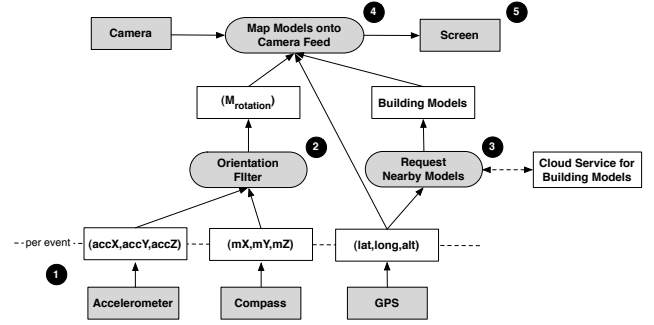 4
5
Camera
Map Models onto
Camera Feed
Screen
(Mrotation)
Building Models
2
3
Orientation
FIlter
Request
Nearby Models
Cloud Service for
Building Models
per event
(accX,accY,accZ)
(mX,mY,mZ)
(lat,long,alt)
1
Accelerometer
Compass
GPS